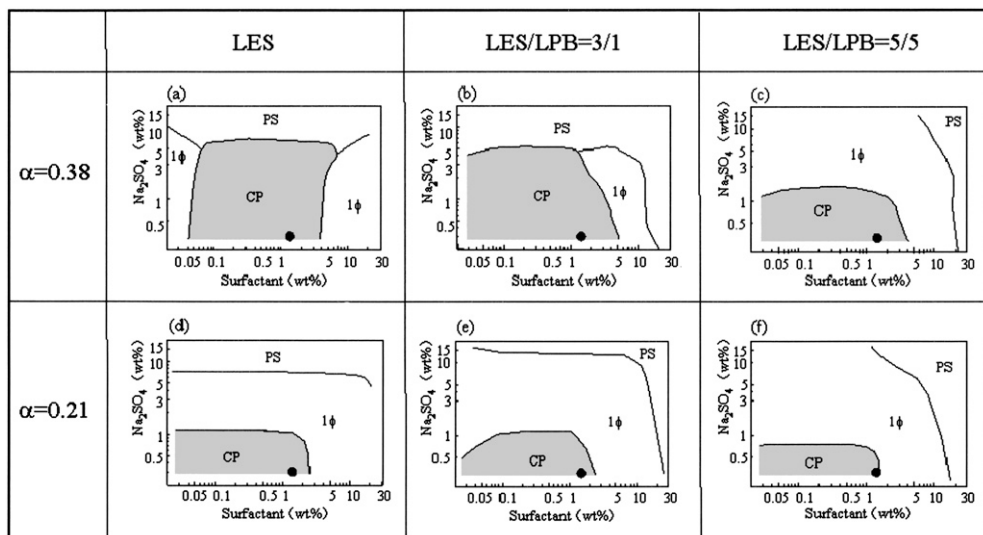 LES
LES/LPB=3/1
LES/LPB=5/5
α=0.38
(a)
Na₂SO₄ (wt%)
15
10
5
3
1
0.5
PS
1ϕ
CP
1ϕ
0.05 0.1 0.5 1 5 10 30
Surfactant (wt%)
(b)
Na₂SO₄ (wt%)
15
10
5
3
1
0.5
PS
CP
1ϕ
0.05 0.1 0.5 1 5 10 30
Surfactant (wt%)
(c)
Na₂SO₄ (wt%)
15
10
5
3
1
0.5
PS
1ϕ
CP
0.05 0.1 0.5 1 5 10 30
Surfactant (wt%)
α=0.21
(d)
Na₂SO₄ (wt%)
15
10
5
3
1
0.5
PS
1ϕ
CP
0.05 0.1 0.5 1 5 10 30
Surfactant (wt%)
(e)
Na₂SO₄ (wt%)
15
10
5
3
1
0.5
PS
1ϕ
CP
0.05 0.1 0.5 1 5 10 30
Surfactant (wt%)
(f)
Na₂SO₄ (wt%)
15
10
5
3
1
0.5
PS
1ϕ
CP
0.05 0.1 0.5 1 5 10 30
Surfactant (wt%)